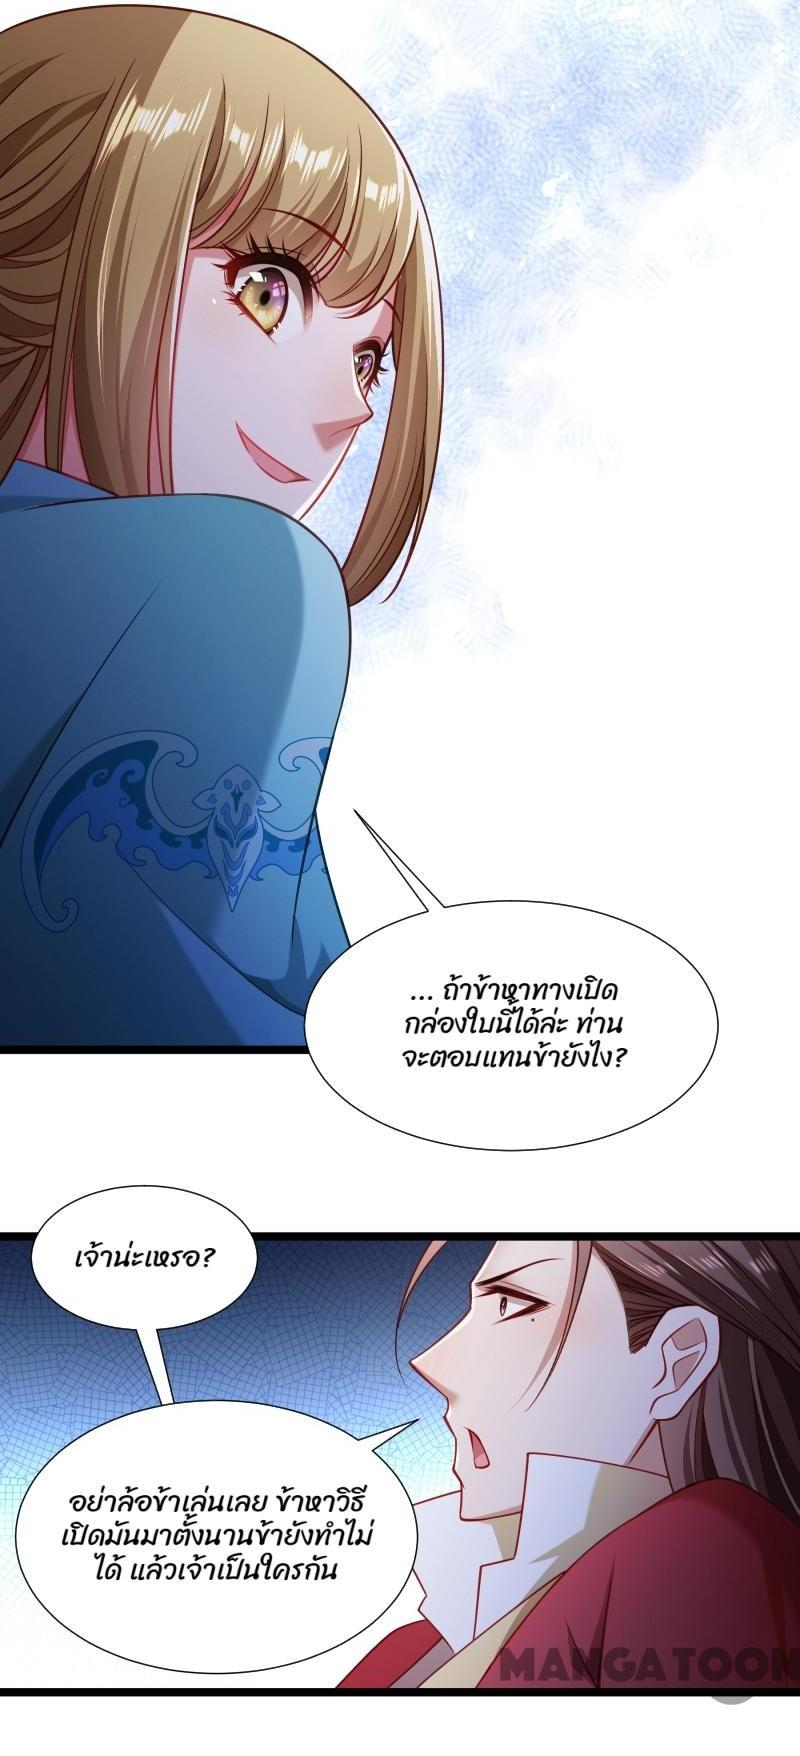 ... ถ้าข้าหาทางเปิด
กล่องใบนี้ได้ล่ะ ท่าน
จะตอบแทนข้ายังไง?
เจ้าน่ะเหรอ?
อย่าล้อข้าเล่นเลย ข้าหาวิธี
เปิดมันมาตั้งนานข้ายังทำไม่
ได้ แล้วเจ้าเป็นใครกัน
MANGATOON